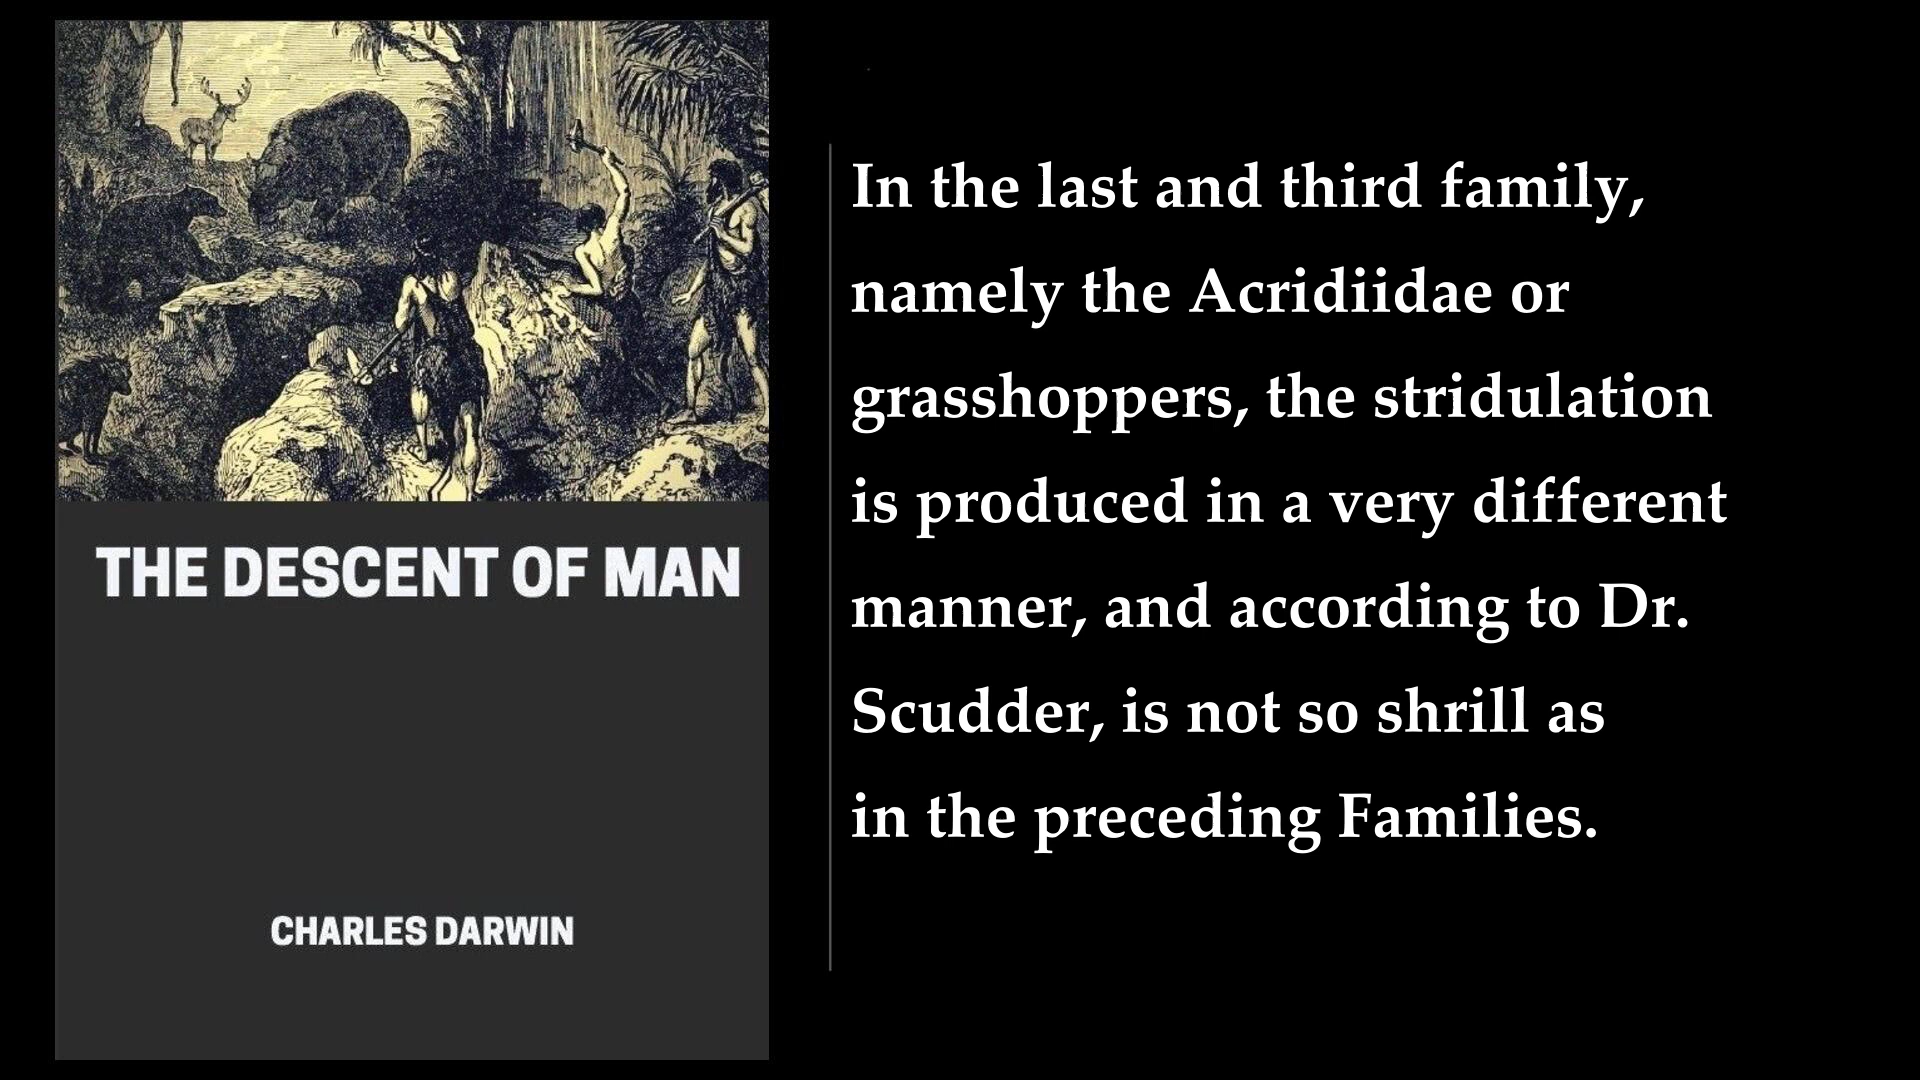 THE DESCENT OF MAN
CHARLES DARWIN
In the last and third family,
namely the Acridiidae or
grasshoppers, the stridulation
is produced in a very different
manner, and according to Dr.
Scudder, is not so shrill as
in the preceding Families.